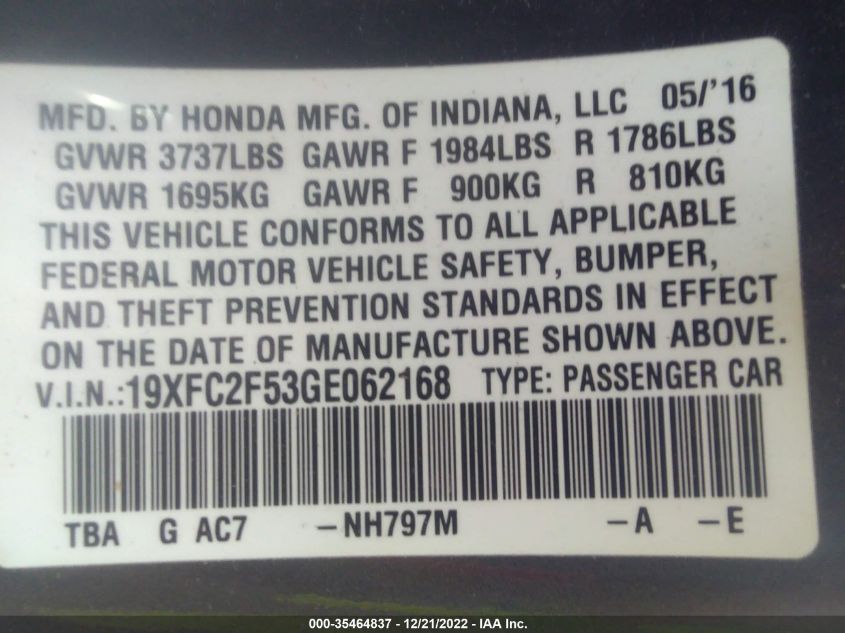 MFD. BY HONDA MFG. OF INDIANA, LLC 05/'16
GVWR 3737LBS GAWR F 1984LBS R 1786LBS
GVWR 1695KG GAWR F 900KG R 810KG
THIS VEHICLE CONFORMS TO ALL APPLICABLE
FEDERAL MOTOR VEHICLE SAFETY, BUMPER,
AND THEFT PREVENTION STANDARDS IN EFFECT
ON THE DATE OF MANUFACTURE SHOWN ABOVE.
V.I.N.:19XFC2F53GE062168 TYPE: PASSENGER CAR
TBA G AC7 -NH797M -A -E
000-35464837 - 12/21/2022 - IAA Inc.